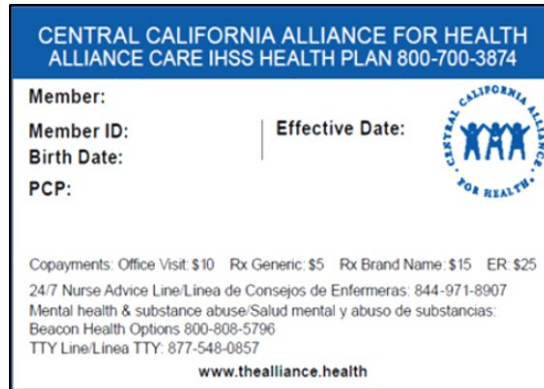 CENTRAL CALIFORNIA ALLIANCE FOR HEALTH
ALLIANCE CARE IHSS HEALTH PLAN 800-700-3874
Member:
Member ID:
Effective Date:
Birth Date:
PCP:
CENTRAL CALIFORNIA ALLIANCE
FOR HEALTH
Copayments: Office Visit: $10 Rx Generic: $5 Rx Brand Name: $15 ER: $25
24/7 Nurse Advice Line/Línea de Consejos de Enfermeras: 844-971-8907
Mental health & substance abuse/Salud mental y abuso de substancias:
Beacon Health Options 800-808-5796
TTY Line/Línea TTY: 877-548-0857
www.thealliance.health